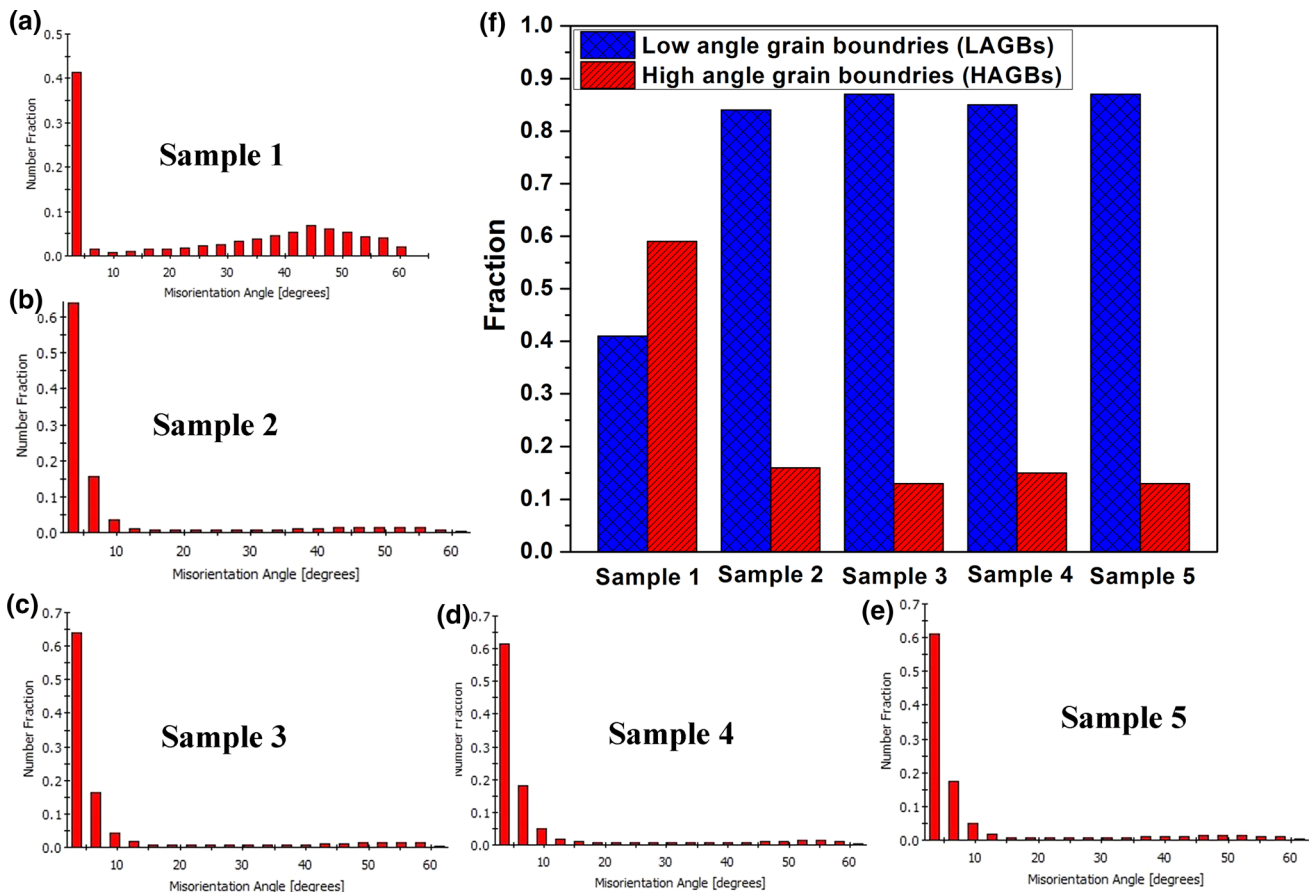 (a)
0.5
0.4
0.3
0.2
0.1
0.0
Number Fraction
Sample 1
10 20 30 40 50 60
Misorientation Angle [degrees]
(b)
0.6
0.5
0.4
0.3
0.2
0.1
0.0
Number Fraction
Sample 2
10 20 30 40 50 60
Misorientation Angle [degrees]
(f)
1.0
0.9
0.8
0.7
0.6
0.5
0.4
0.3
0.2
0.1
0.0
Fraction
Low angle grain boundries (LAGBs)
High angle grain boundries (HAGBs)
Sample 1 Sample 2 Sample 3 Sample 4 Sample 5
(c)
0.7
0.6
0.5
0.4
0.3
0.2
0.1
0.0
Number Fraction
Sample 3
10 20 30 40 50 60
Misorientation Angle [degrees]
(d)
0.7
0.6
0.5
0.4
0.3
0.2
0.1
0.0
Number Fraction
Sample 4
10 20 30 40 50 60
Misorientation Angle [degrees]
(e)
0.7
0.6
0.5
0.4
0.3
0.2
0.1
0.0
Number Fraction
Sample 5
10 20 30 40 50 60
Misorientation Angle [degrees]